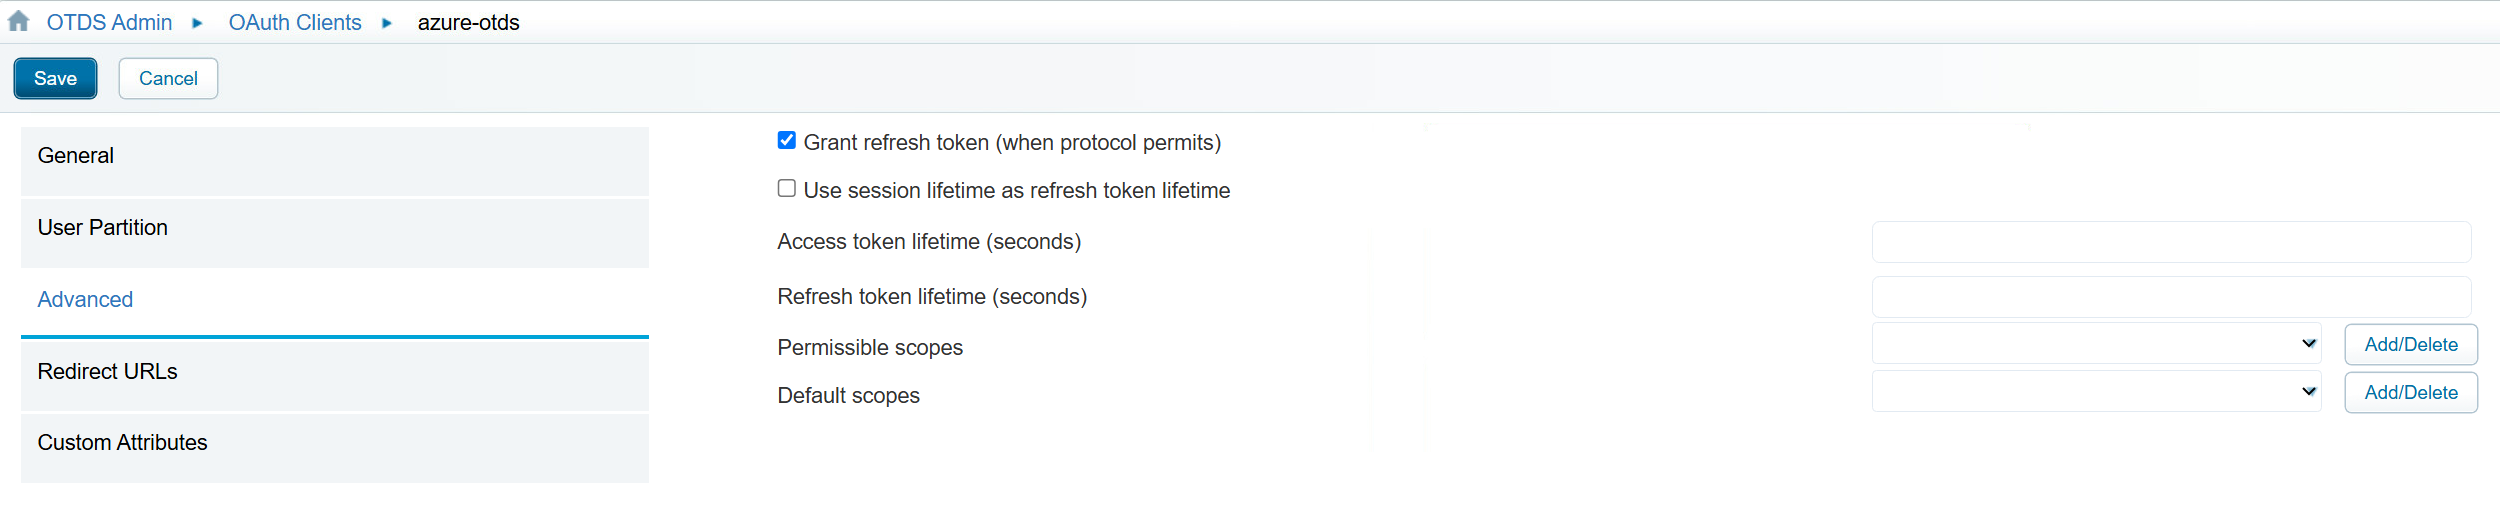 OTDS Admin OAuth Clients azure-otds
Save Cancel
General
User Partition
Advanced
Redirect URLs
Custom Attributes
Grant refresh token (when protocol permits)
Use session lifetime as refresh token lifetime
Access token lifetime (seconds)
Refresh token lifetime (seconds)
Permissible scopes Add/Delete
Default scopes Add/Delete